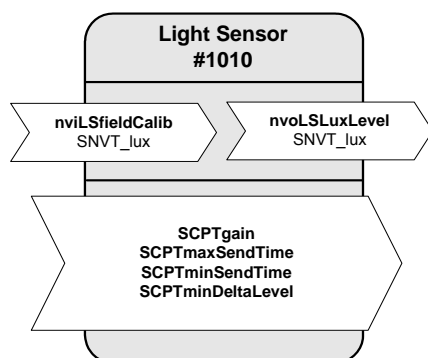 Light Sensor
#1010
nviLSfieldCalib
SNVT_lux
nvoLSLuxLevel
SNVT_lux
SCPTgain
SCPTmaxSendTime
SCPTminSendTime
SCPTminDeltaLevel